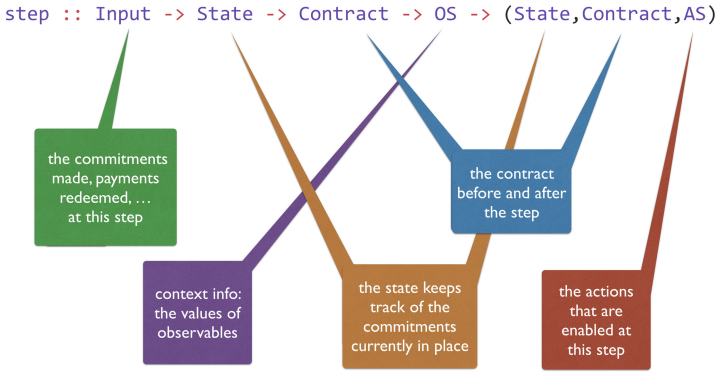 step :: Input -> State -> Contract -> OS -> (State,Contract,AS)
the commitments
made, payments
redeemed, …
at this step
the contract
before and after
the step
context info:
the values of
observables
the state keeps
track of the
commitments
currently in place
the actions
that are
enabled at
this step